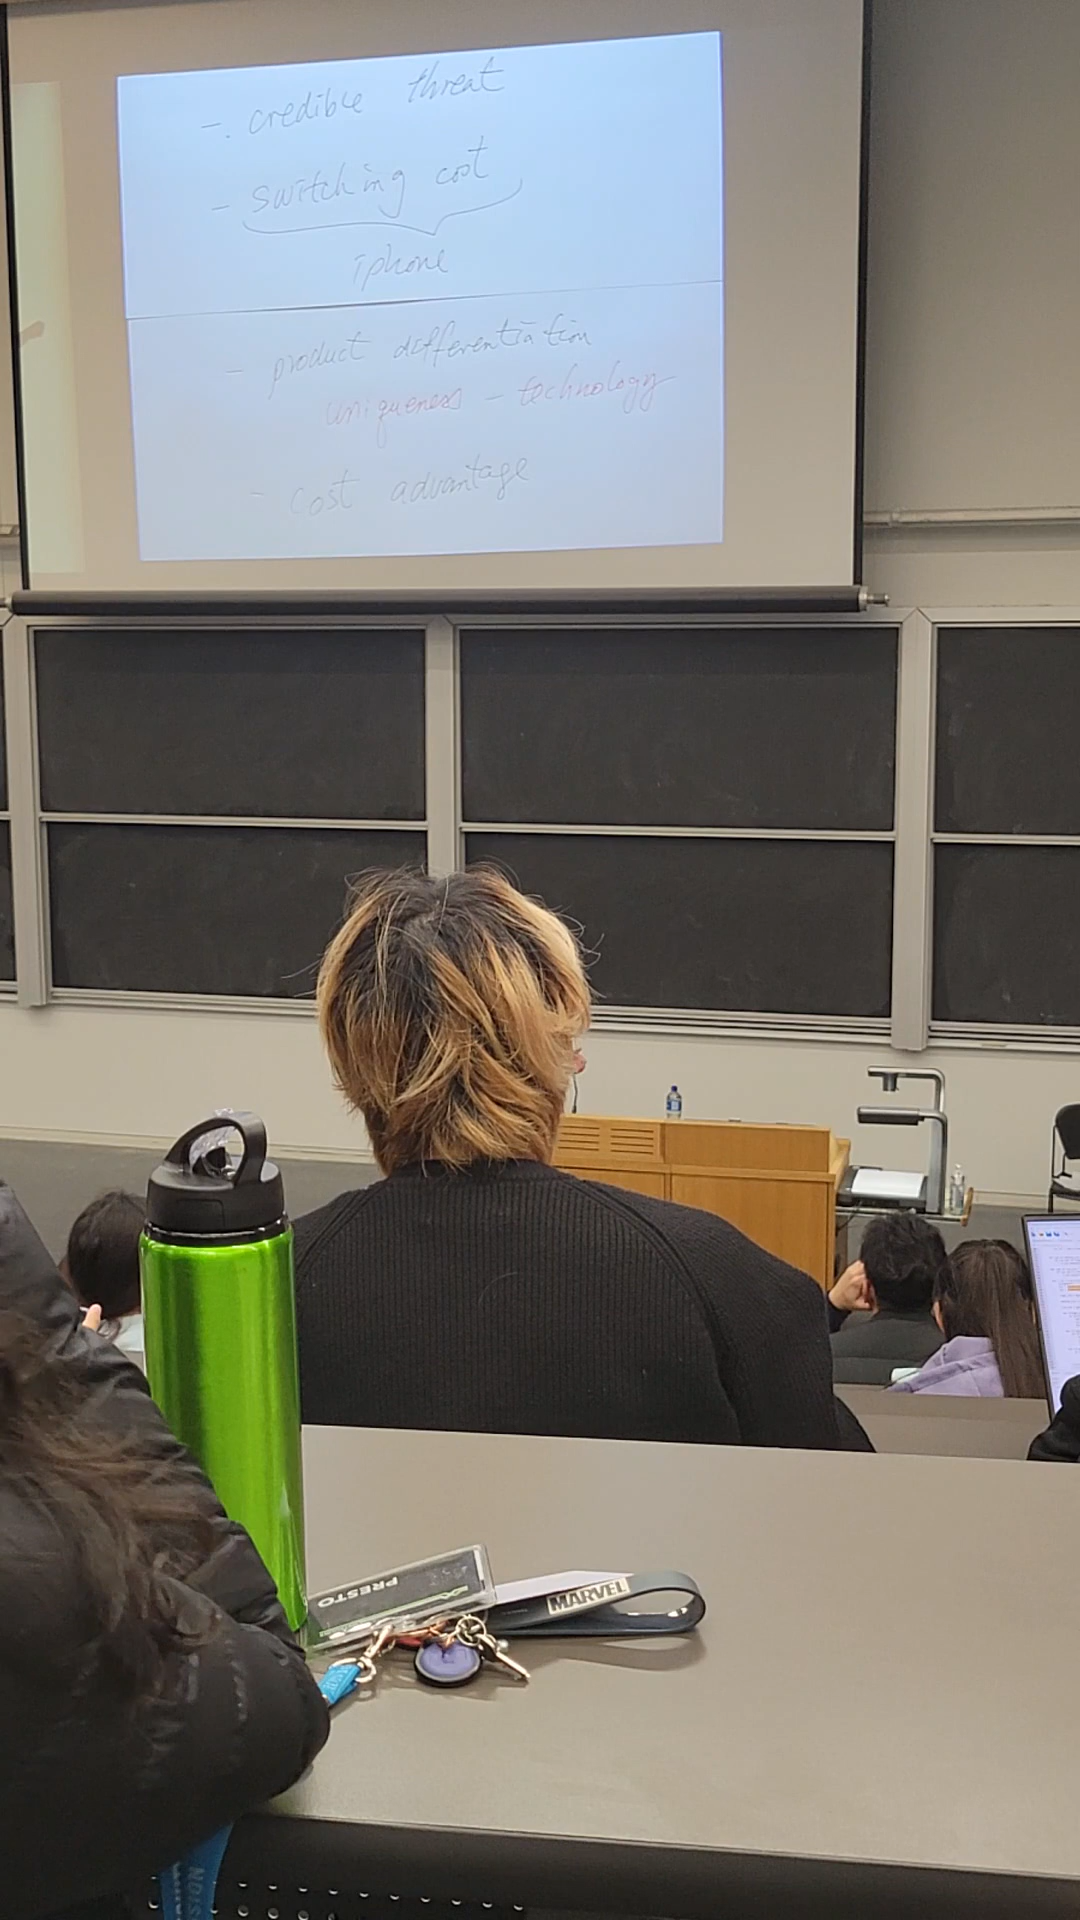 -. credible threat
- switching cost
iphone
- product differentiation
uniqueness - technology
- cost advantage
PRESTO
MARVEL